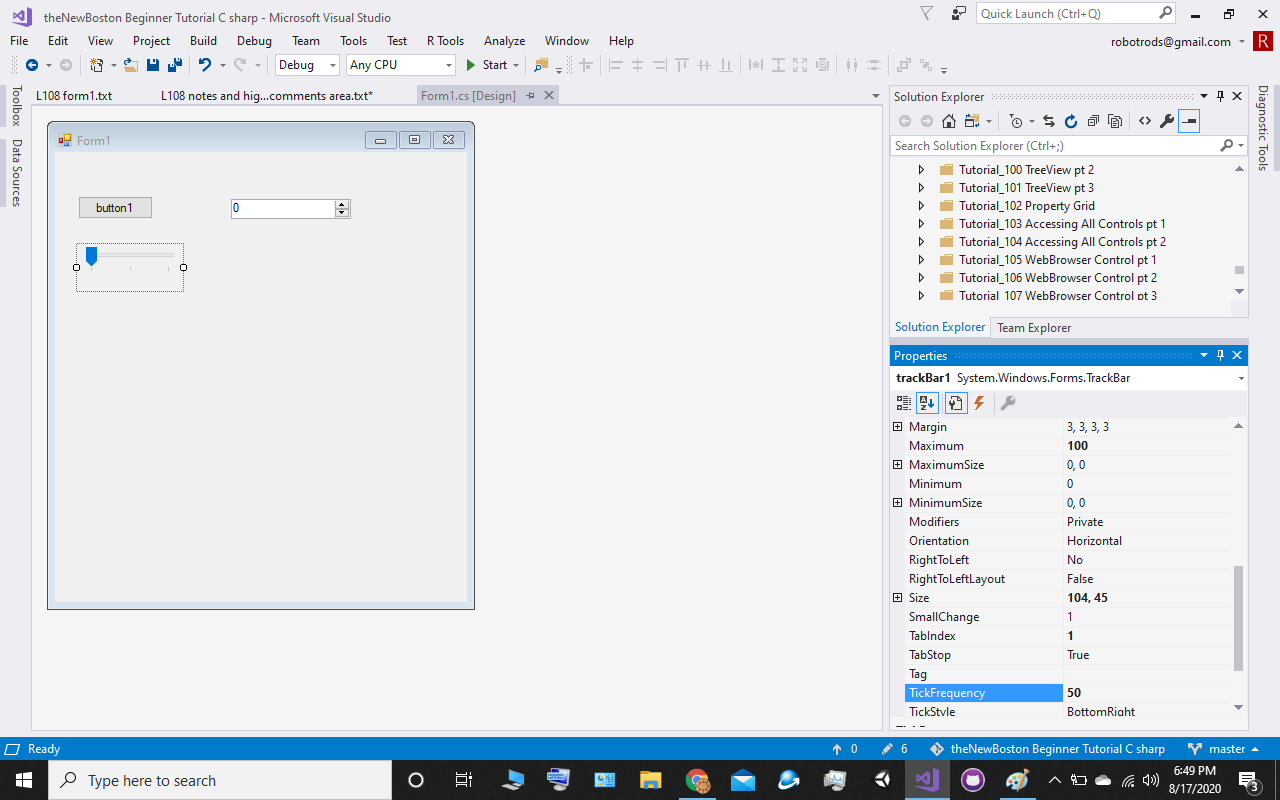 theNewBoston Beginner Tutorial C sharp - Microsoft Visual Studio
Quick Launch (Ctrl+Q)
File Edit View Project Build Debug Team Tools Test R Tools Analyze Window Help
robotrods@gmail.com R
Debug Any CPU Start
Toolbox
Data Sources
L108 form1.txt L108 notes and hig...comments area.txt* Form1.cs [Design]
Form1
button1
0
Solution Explorer
Search Solution Explorer (Ctrl+;)
Tutorial_100 TreeView pt 2
Tutorial_101 TreeView pt 3
Tutorial_102 Property Grid
Tutorial_103 Accessing All Controls pt 1
Tutorial_104 Accessing All Controls pt 2
Tutorial_105 WebBrowser Control pt 1
Tutorial_106 WebBrowser Control pt 2
Tutorial_107 WebBrowser Control pt 3
Solution Explorer Team Explorer
Diagnostic Tools
Properties
trackBar1 System.Windows.Forms.TrackBar
Margin 3, 3, 3, 3
Maximum 100
MaximumSize 0, 0
Minimum 0
MinimumSize 0, 0
Modifiers Private
Orientation Horizontal
RightToLeft No
RightToLeftLayout False
Size 104, 45
SmallChange 1
TabIndex 1
TabStop True
Tag
TickFrequency 50
TickStyle BottomRight
Ready
0 6 theNewBoston Beginner Tutorial C sharp master
Type here to search
6:49 PM
8/17/2020
3